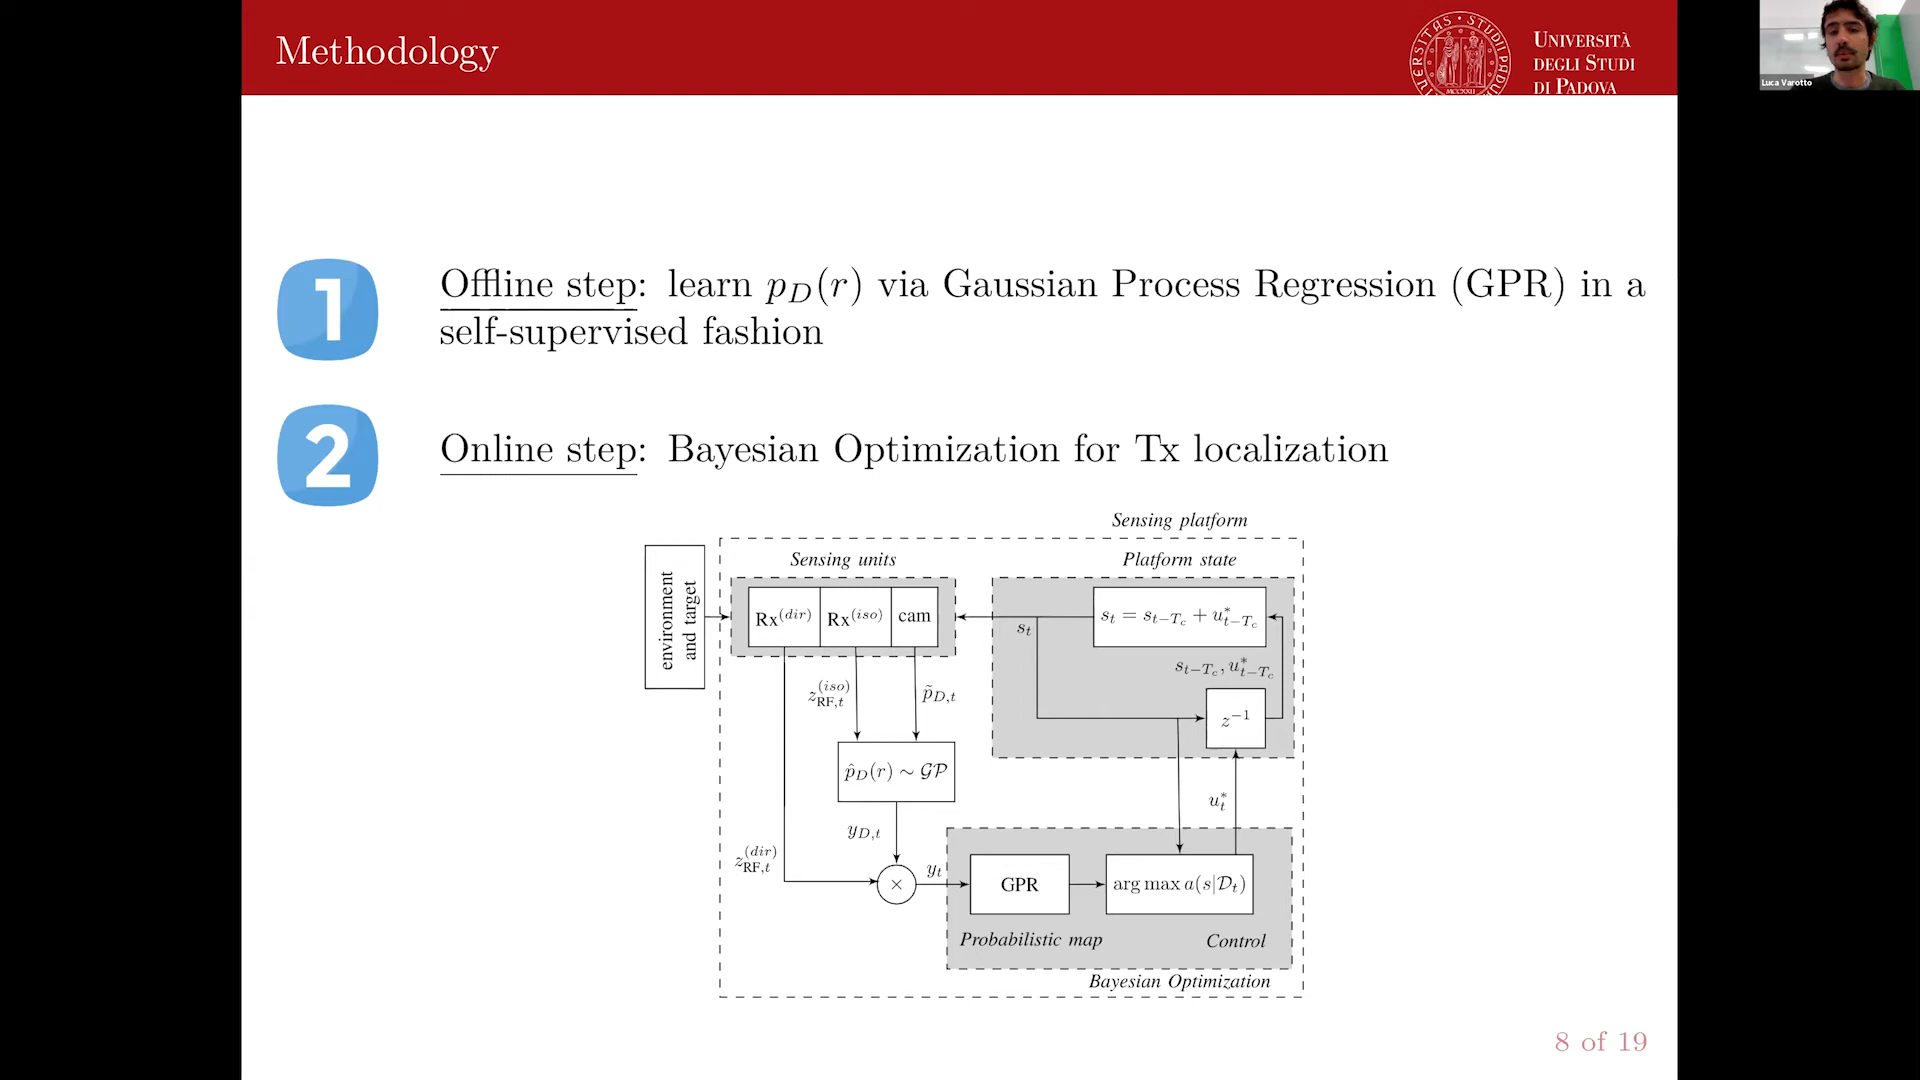 Methodology
UNIVERSITÀ
DEGLI STUDI
DI PADOVA
Luca Varotto
1
Offline step: learn p_D(r) via Gaussian Process Regression (GPR) in a
self-supervised fashion
2
Online step: Bayesian Optimization for Tx localization
Sensing platform
Sensing units
Platform state
environment
and target
Rx^(dir)
Rx^(iso)
cam
s_t
s_t = s_{t−T_c} + u*_{t−T_c}
s_{t−T_c}, u*_{t−T_c}
z^(iso)_{RF,t}
p̃_{D,t}
z^{−1}
p̂_D(r) ∼ 𝒢𝒫
u*_t
y_{D,t}
z^(dir)_{RF,t}
×
y_t
GPR
arg max a(s|𝒟_t)
Probabilistic map
Control
Bayesian Optimization
8 of 19